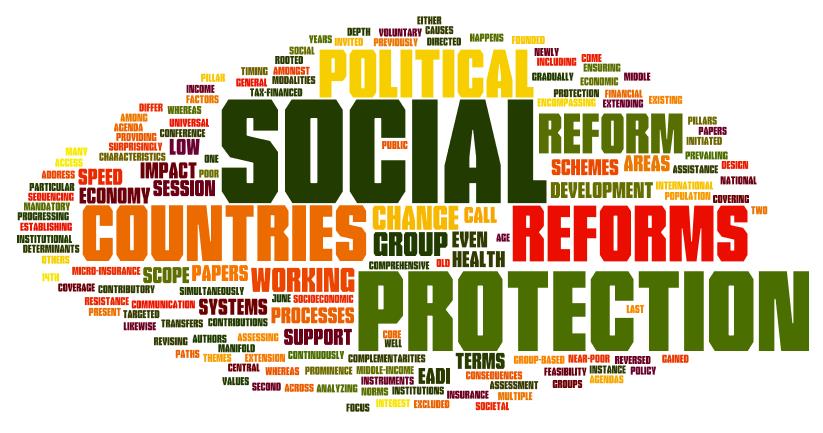 EITHER
DEPTH VOLUNTARY CAUSES
YEARS INVITED PREVIOUSLY DIRECTED HAPPENS FOUNDED
SOCIAL POLITICAL NEWLY
ROOTED INCLUDING COME
TIMING AMONGST ENSURING
PILLAR GENERAL MODALITIES GRADUALLY ECONOMIC MIDDLE
INCOME TAX-FINANCED PROTECTION FINANCIAL
FACTORS ENCOMPASSING EXTENDING EXISTING
DIFFER WHEREAS
AMONG UNIVERSAL SOCIAL REFORM PILLARS
AGENDA CONFERENCE PAPERS
PROVIDING INITIATED
SURPRISINGLY LOW PUBLIC
MANY CHARACTERISTICS ONE PREVAILING
ACCESS IMPACT POOR SCHEMES AREAS ASSISTANCE DESIGN
ADDRESS SPEED NATIONAL
PARTICULAR SESSION DEVELOPMENT INTERNATIONAL
SEQUENCING ECONOMY POPULATION COVERING
MANDATORY
PROGRESSING COUNTRIES CHANGE CALL REFORMS TWO
ESTABLISHING
INSTITUTIONAL GROUP EVEN AGE
DETERMINANTS
OTHERS COMPREHENSIVE OLD HEALTH
14TH MICRO-INSURANCE SCOPE PAPERS WORKING PROTECTION
COVERAGE CONTRIBUTORY SIMULTANEOUSLY
RESISTANCE COMMUNICATION SYSTEMS JUNE SOCIOECONOMIC
PRESENT TARGETED PROCESSES LAST
LIKEWISE TRANSFERS CONTRIBUTIONS
REVISING AUTHORS ASSESSING SUPPORT CORE
MANIFOLD WELL
PATHS THEMES EXTENSION CONTINUOUSLY COMPLEMENTARITIES TERMS GROUP-BASED NEAR-POOR REVERSED GAINED
CENTRAL WHEREAS PROMINENCE MIDDLE-INCOME EADI CONSEQUENCES FEASIBILITY INSTANCE POLICY
VALUES SECOND ACROSS ANALYZING INSTRUMENTS ASSESSMENT GROUPS AGENDAS
NORMS INSTITUTIONS INSURANCE MULTIPLE
FOCUS INTEREST EXCLUDED SOCIETAL